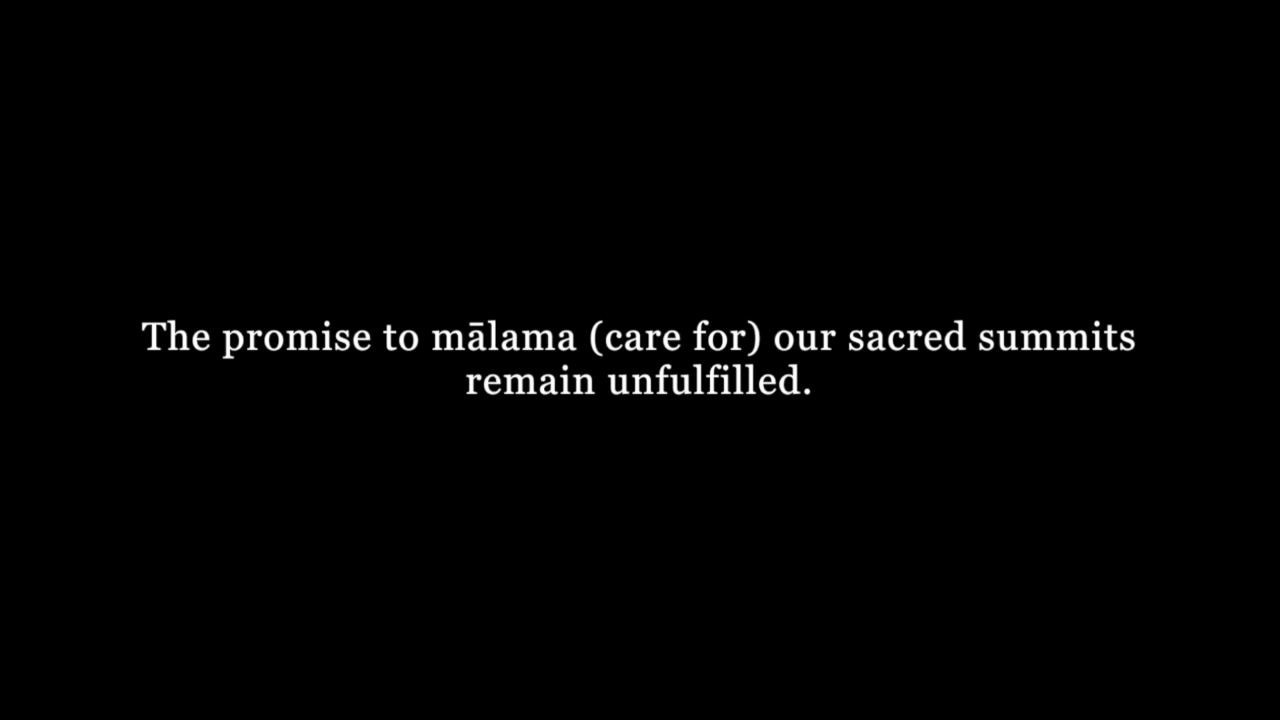 The promise to mālama (care for) our sacred summits
remain unfulfilled.